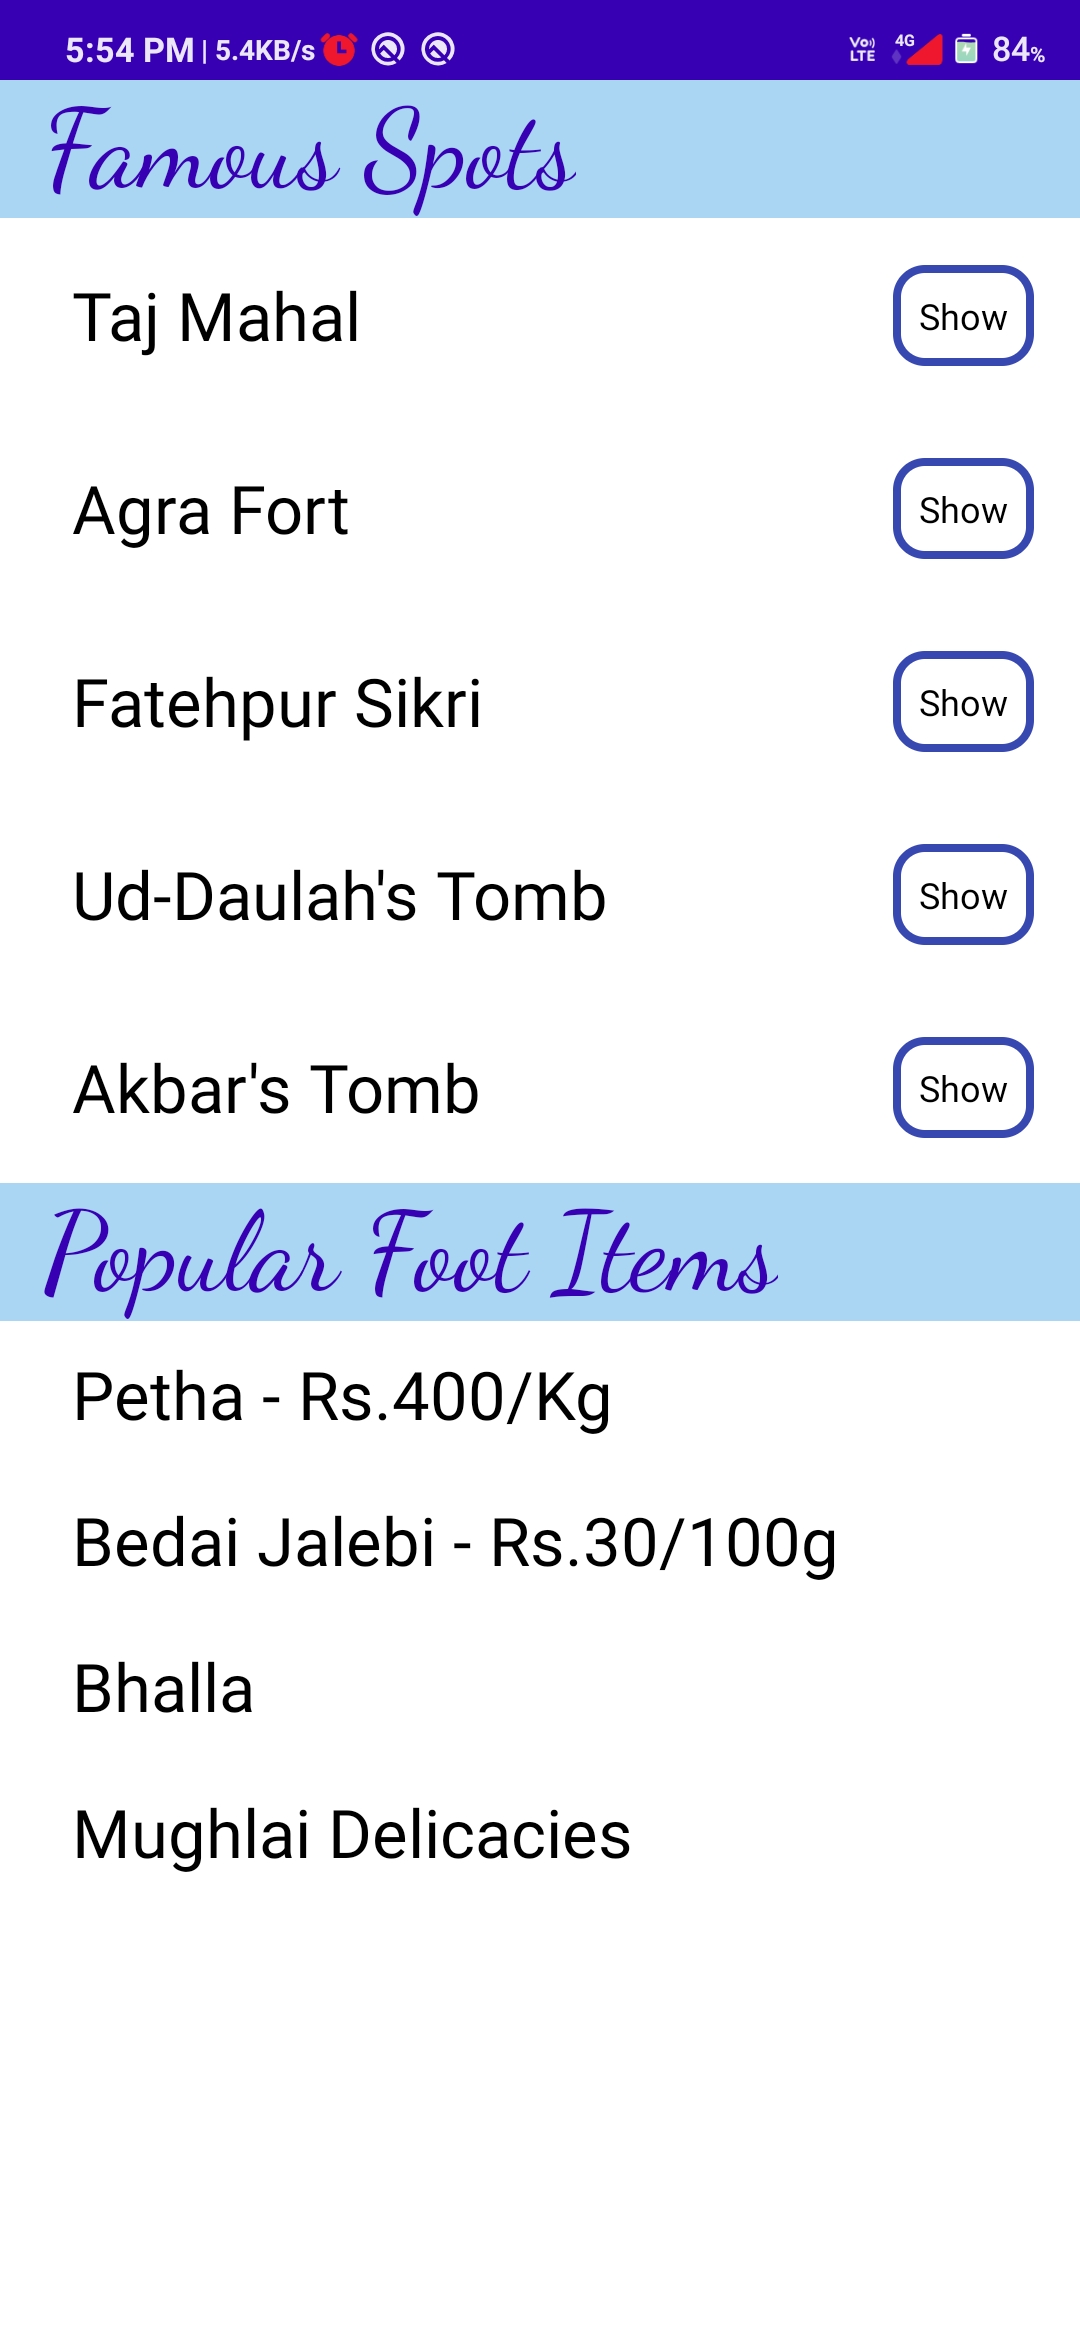 5:54 PM | 5.4KB/s Vo) LTE 4G 84%
Famous Spots
Taj Mahal Show
Agra Fort Show
Fatehpur Sikri Show
Ud-Daulah's Tomb Show
Akbar's Tomb Show
Popular Foot Items
Petha - Rs.400/Kg
Bedai Jalebi - Rs.30/100g
Bhalla
Mughlai Delicacies